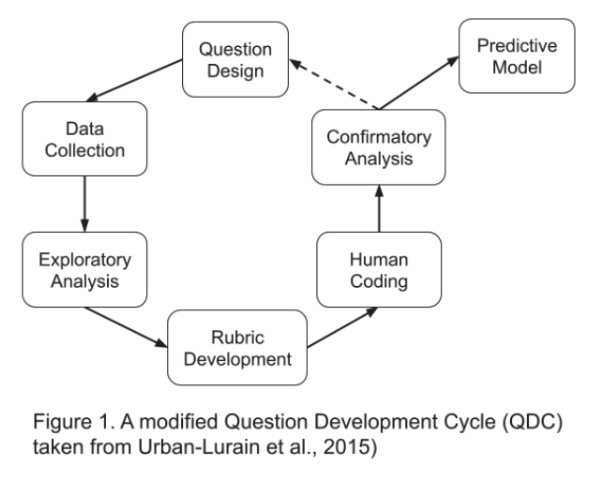 Question
Design
Predictive
Model
Data
Collection
Confirmatory
Analysis
Exploratory
Analysis
Human
Coding
Rubric
Development
Figure 1. A modified Question Development Cycle (QDC)
taken from Urban-Lurain et al., 2015)